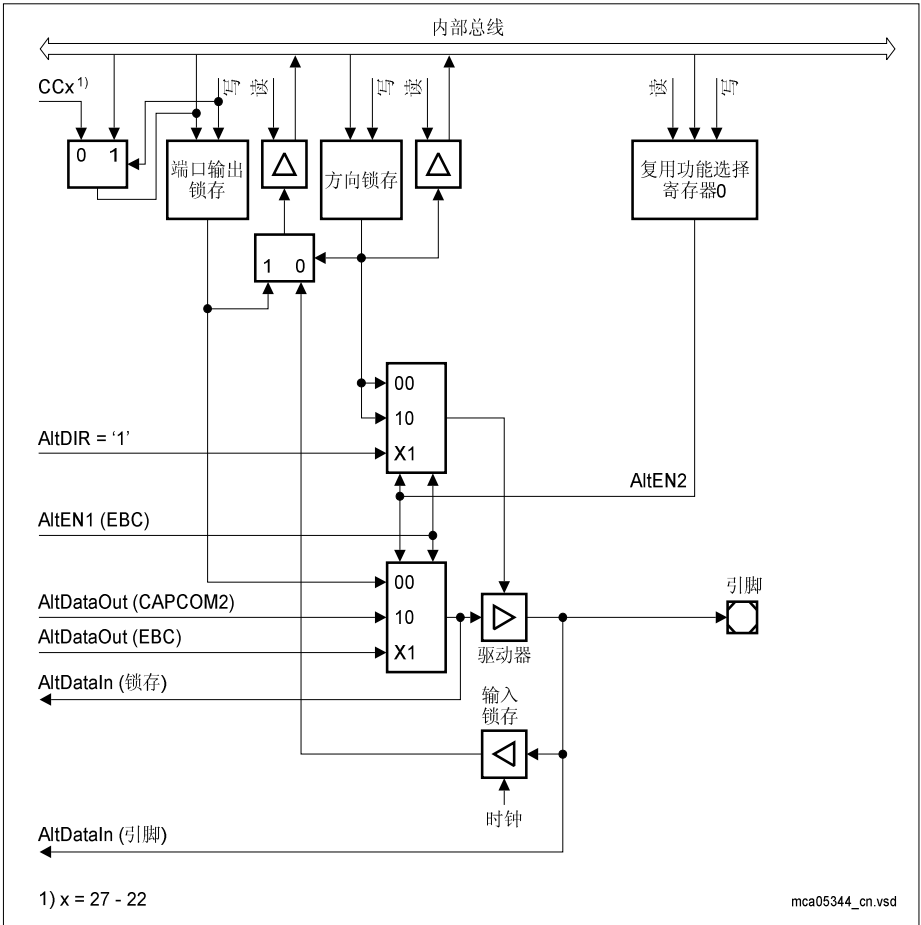 内部总线
CCx 1)
写
读
写
读
读
写
0 1
端口输出
锁存
方向锁存
复用功能选择
寄存器0
1 0
00
10
X1
AltDIR = ‘1’
AltEN2
AltEN1 (EBC)
00
10
X1
AltDataOut (CAPCOM2)
AltDataOut (EBC)
引脚
驱动器
AltDataIn (锁存)
输入
锁存
时钟
AltDataIn (引脚)
1) x = 27 - 22
mca05344_cn.vsd